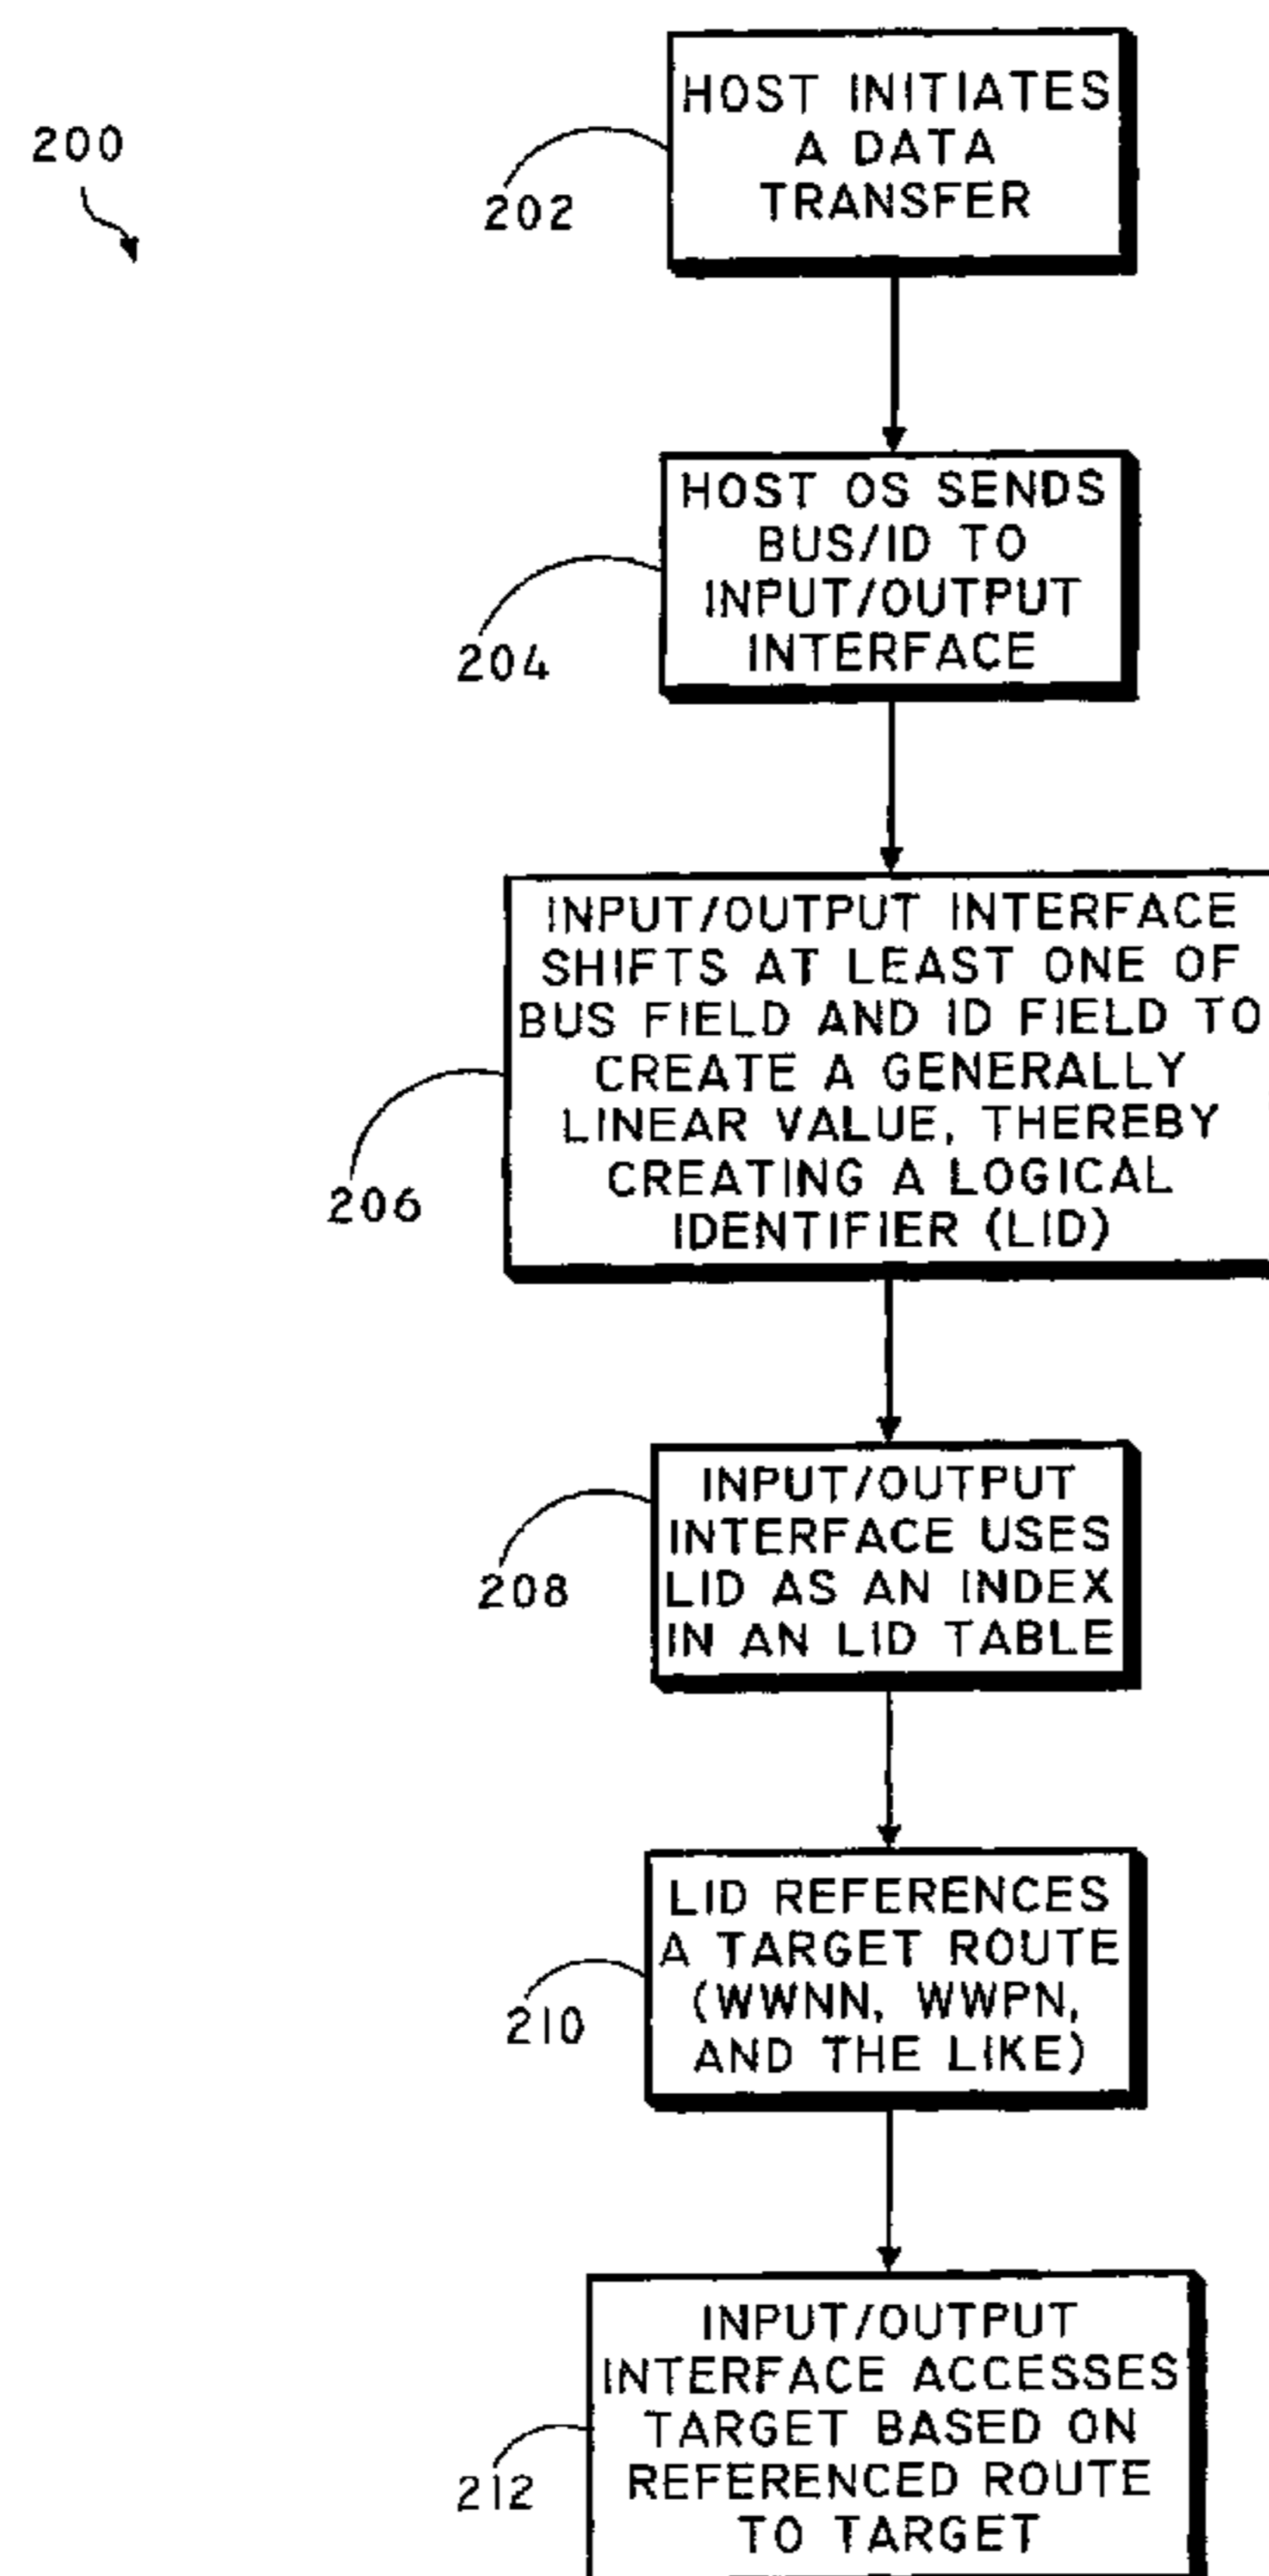 200
HOST INITIATES
A DATA
TRANSFER
202
HOST OS SENDS
BUS/ID TO
INPUT/OUTPUT
INTERFACE
204
INPUT/OUTPUT INTERFACE
SHIFTS AT LEAST ONE OF
BUS FIELD AND ID FIELD TO
CREATE A GENERALLY
LINEAR VALUE, THEREBY
CREATING A LOGICAL
IDENTIFIER (LID)
206
INPUT/OUTPUT
INTERFACE USES
LID AS AN INDEX
IN AN LID TABLE
208
LID REFERENCES
A TARGET ROUTE
(WWNN, WWPN,
AND THE LIKE)
210
INPUT/OUTPUT
INTERFACE ACCESSES
TARGET BASED ON
REFERENCED ROUTE
TO TARGET
212